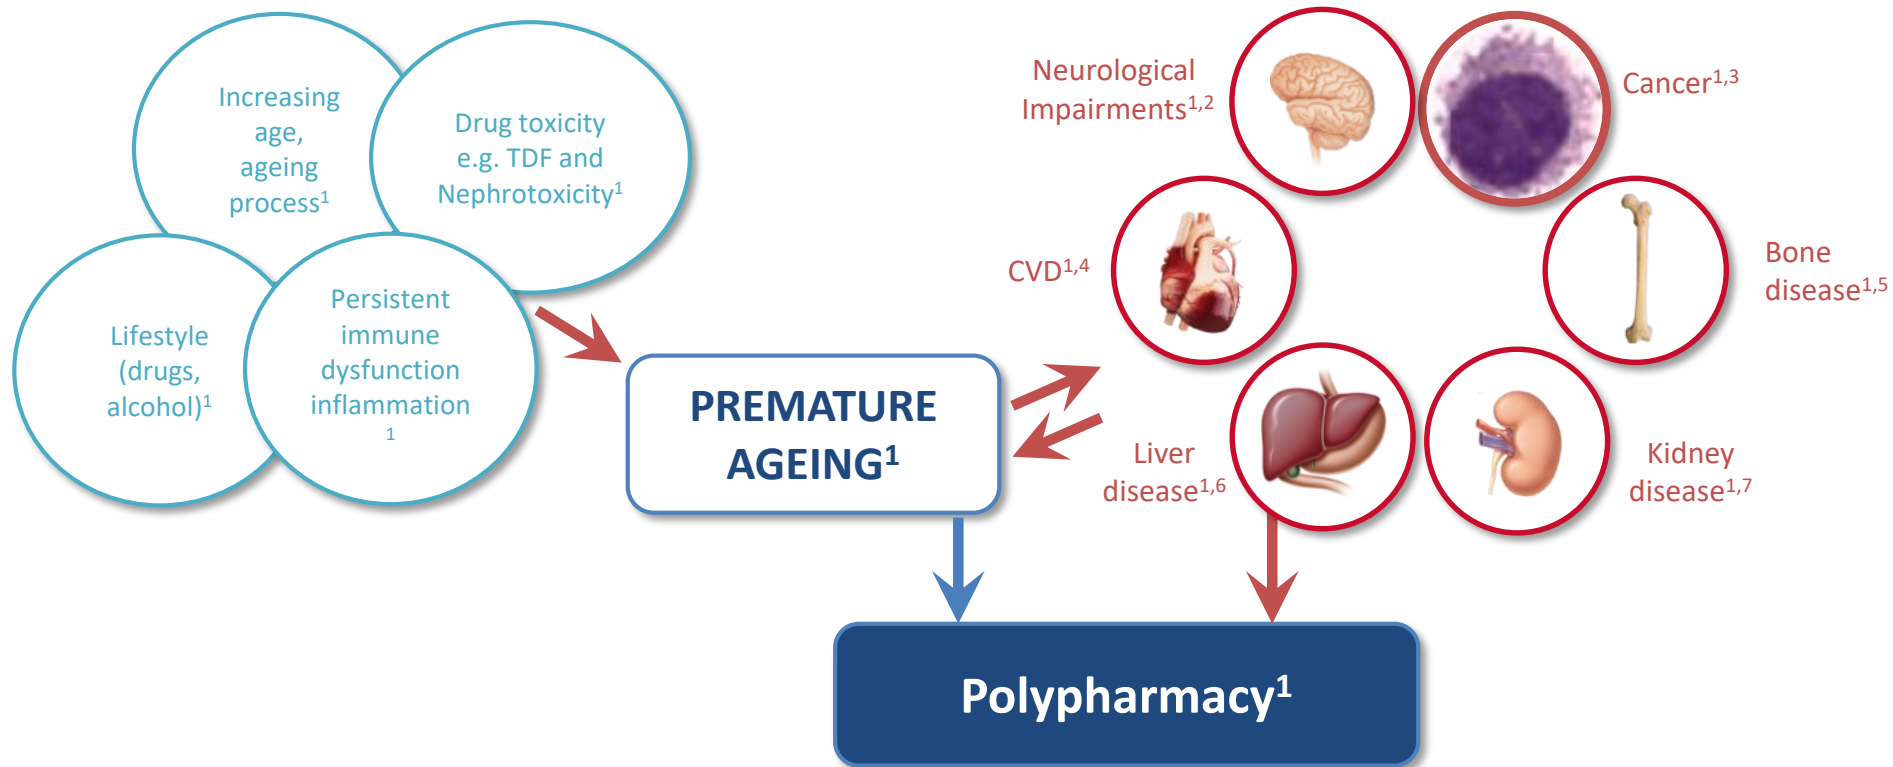 Increasing
age,
ageing
process¹
Drug toxicity
e.g. TDF and
Nephrotoxicity¹
Lifestyle
(drugs,
alcohol)¹
Persistent
immune
dysfunction
inflammation
1
PREMATURE
AGEING¹
Neurological
Impairments¹,²
Cancer¹,³
CVD¹,⁴
Bone
disease¹,⁵
Liver
disease¹,⁶
Kidney
disease¹,⁷
Polypharmacy¹